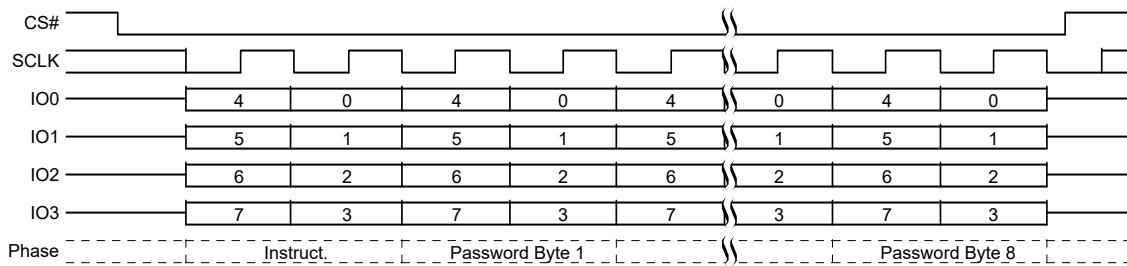 CS#
SCLK
IO0 4 0 4 0 4 0 4 0
IO1 5 1 5 1 5 1 5 1
IO2 6 2 6 2 6 2 6 2
IO3 7 3 7 3 7 3 7 3
Phase Instruct. Password Byte 1 Password Byte 8